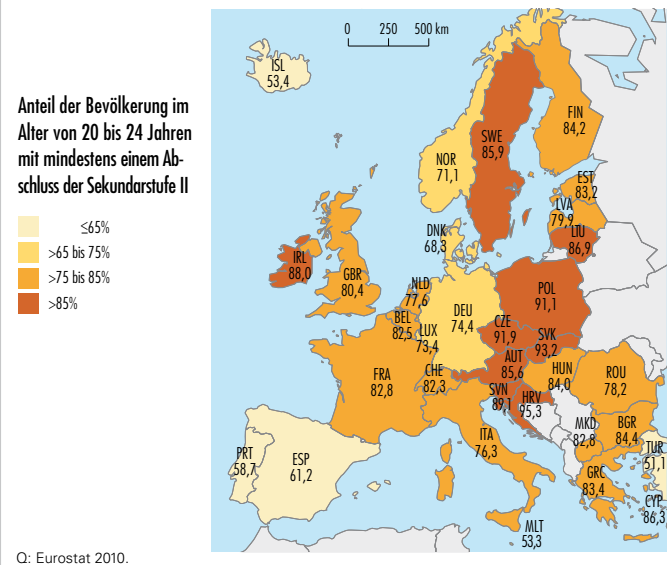 0 250 500 km
Anteil der Bevölkerung im
Alter von 20 bis 24 Jahren
mit mindestens einem Ab-
schluss der Sekundarstufe II
≤65%
>65 bis 75%
>75 bis 85%
>85%
ISL
53,4
FIN
84,2
SWE
85,9
NOR
71,1
EST
83,2
LVA
79,9
LTU
86,9
DNK
68,3
IRL
88,0
GBR
80,4
NLD
77,6
BEL
82,5
LUX
73,4
DEU
74,4
POL
91,1
CZE
91,9
SVK
93,2
AUT
85,6
CHE
82,3
FRA
82,8
HUN
84,0
ROU
78,2
SVN
89,1
HRV
95,3
ITA
76,3
MKD
82,8
BGR
84,4
TUR
51,1
GRC
83,4
CYP
86,3
PRT
58,7
ESP
61,2
MLT
53,3
Q: Eurostat 2010.